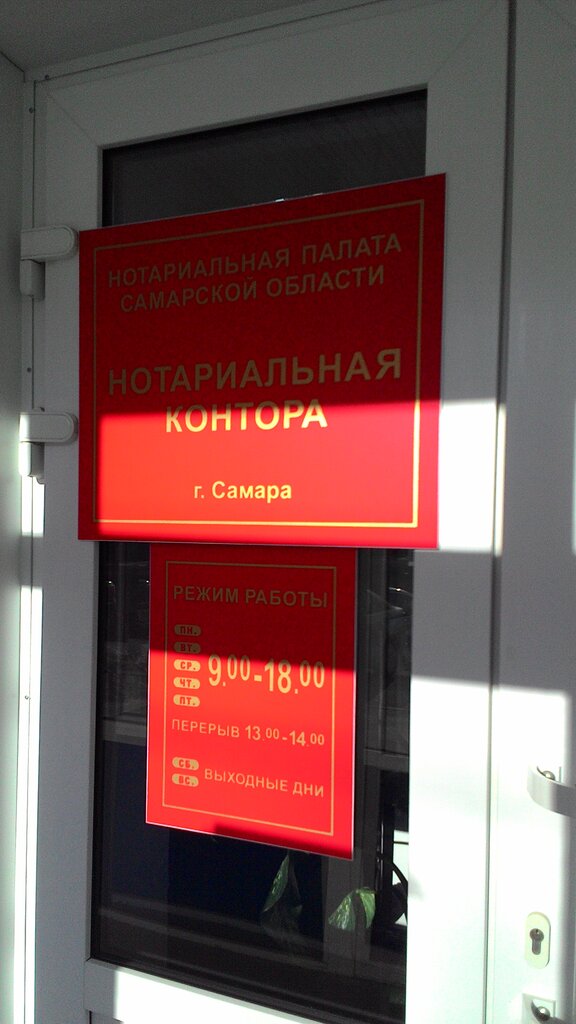 НОТАРИАЛЬНАЯ ПАЛАТА
САМАРСКОЙ ОБЛАСТИ
НОТАРИАЛЬНАЯ
КОНТОРА
г. Самара
РЕЖИМ РАБОТЫ
ПН.
ВТ.
СР.
ЧТ.
ПТ.
9.00-18.00
ПЕРЕРЫВ 13.00-14.00
СБ.
ВС.
ВЫХОДНЫЕ ДНИ